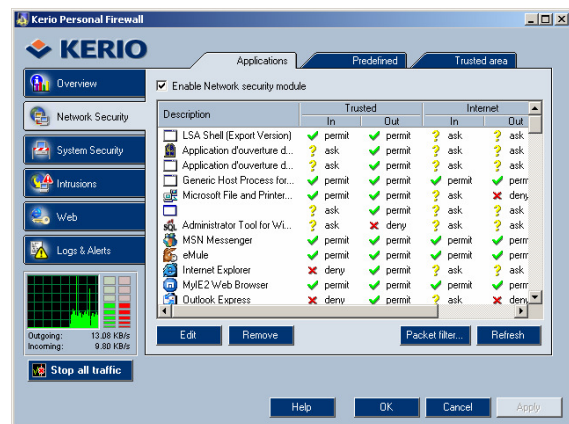 Kerio Personal Firewall
KERIO
Applications Predefined Trusted area
Overview
Network Security
System Security
Intrusions
Web
Logs & Alerts
Enable Network security module
Description Trusted Internet
In Out In Out
LSA Shell (Export Version) permit permit ask ask
Application d'ouverture d... ask permit ask ask
Application d'ouverture d... ask permit ask ask
Generic Host Process for... permit permit permit perm
Microsoft File and Printer... permit permit ask deny
ask permit ask ask
Administrator Tool for Wi... ask deny ask ask
MSN Messenger permit permit permit perm
eMule permit permit permit perm
Internet Explorer deny permit ask ask
MyIE2 Web Browser permit permit permit perm
Outlook Express deny permit ask deny
Edit Remove Packet filter... Refresh
Outgoing: 13.08 KB/s
Incoming: 9.80 KB/s
Stop all traffic
Help OK Cancel Apply